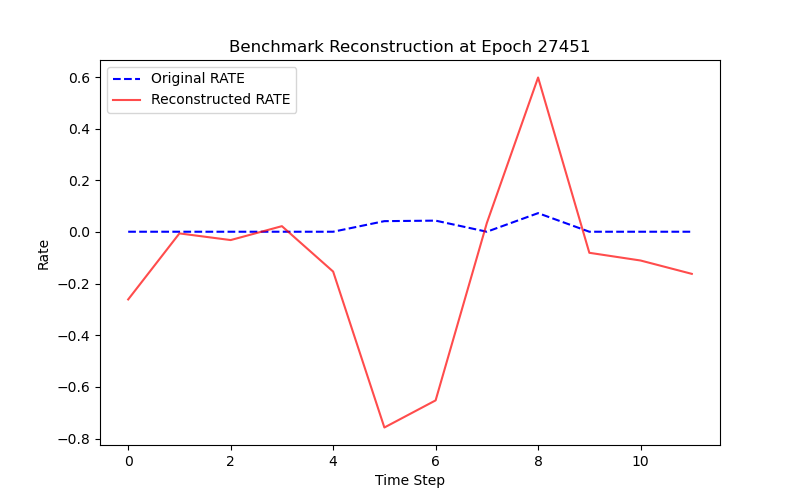 Benchmark Reconstruction at Epoch 27451
Original RATE
Reconstructed RATE
0.6
0.4
0.2
0.0
−0.2
−0.4
−0.6
−0.8
Rate
0 2 4 6 8 10
Time Step